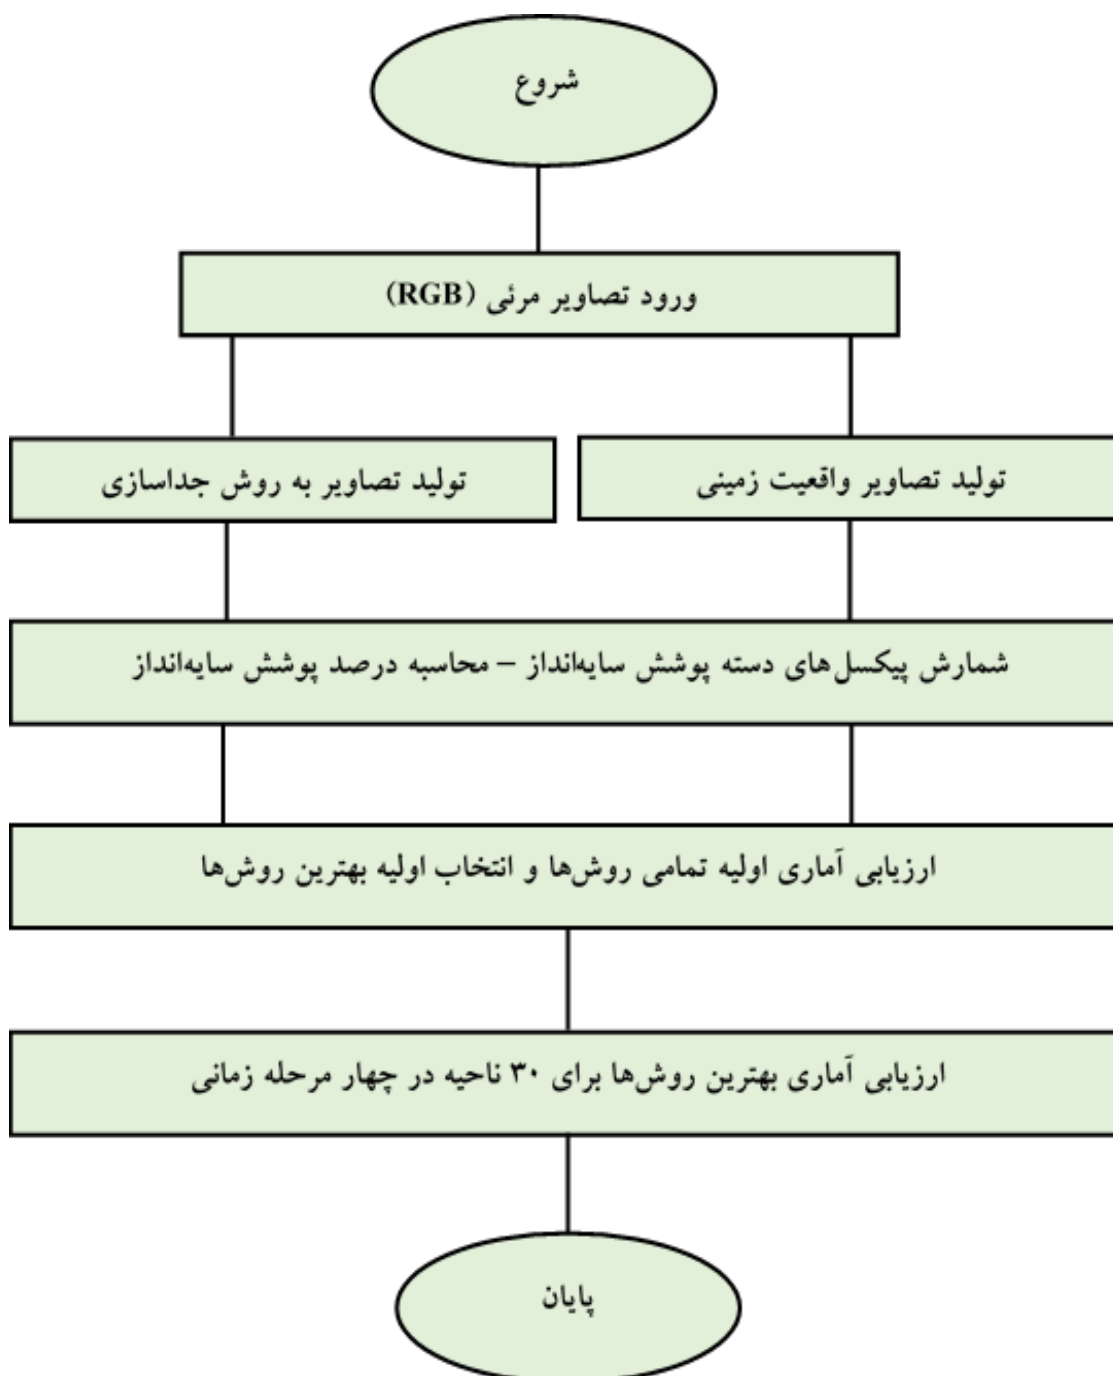 شروع
ورود تصاویر مرئی (RGB)
تولید تصاویر واقعیت زمینی
تولید تصاویر به روش جداسازی
شمارش پیکسل‌های دسته پوشش سایه‌انداز – محاسبه درصد پوشش سایه‌انداز
ارزیابی آماری اولیه تمامی روش‌ها و انتخاب اولیه بهترین روش‌ها
ارزیابی آماری بهترین روش‌ها برای ۳۰ ناحیه در چهار مرحله زمانی
پایان